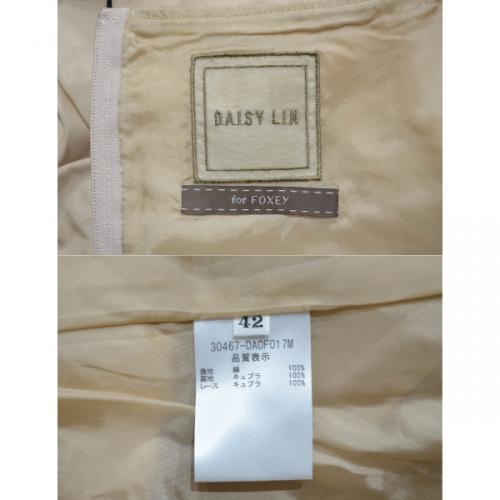 DAISY LIN
for FOXEY
42
30467-DAOF017M
品質表示
表地 綿 100%
裏地 キュプラ 100%
レース キュプラ 100%